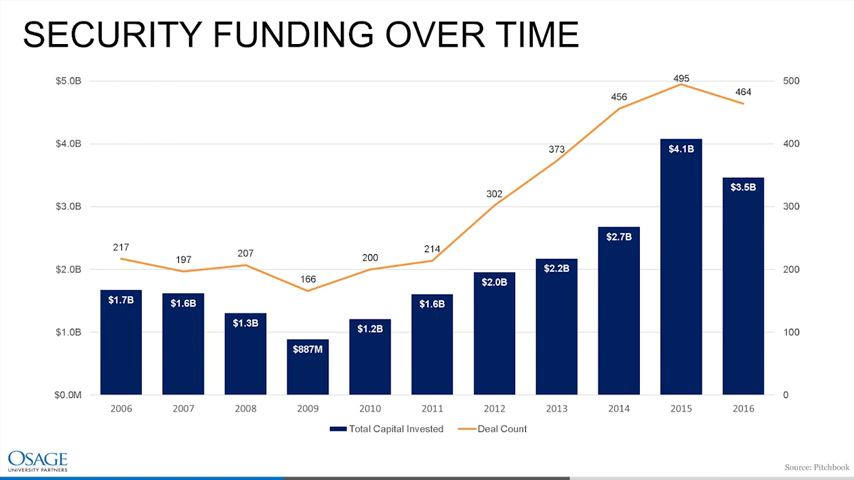 SECURITY FUNDING OVER TIME
$5.0B
$4.0B
$3.0B
$2.0B
$1.0B
$0.0M
500
400
300
200
100
0
217
197
207
166
200
214
302
373
456
495
464
$1.7B
$1.6B
$1.3B
$887M
$1.2B
$1.6B
$2.0B
$2.2B
$2.7B
$4.1B
$3.5B
2006 2007 2008 2009 2010 2011 2012 2013 2014 2015 2016
Total Capital Invested Deal Count
OSAGE
UNIVERSITY PARTNERS
Source: Pitchbook